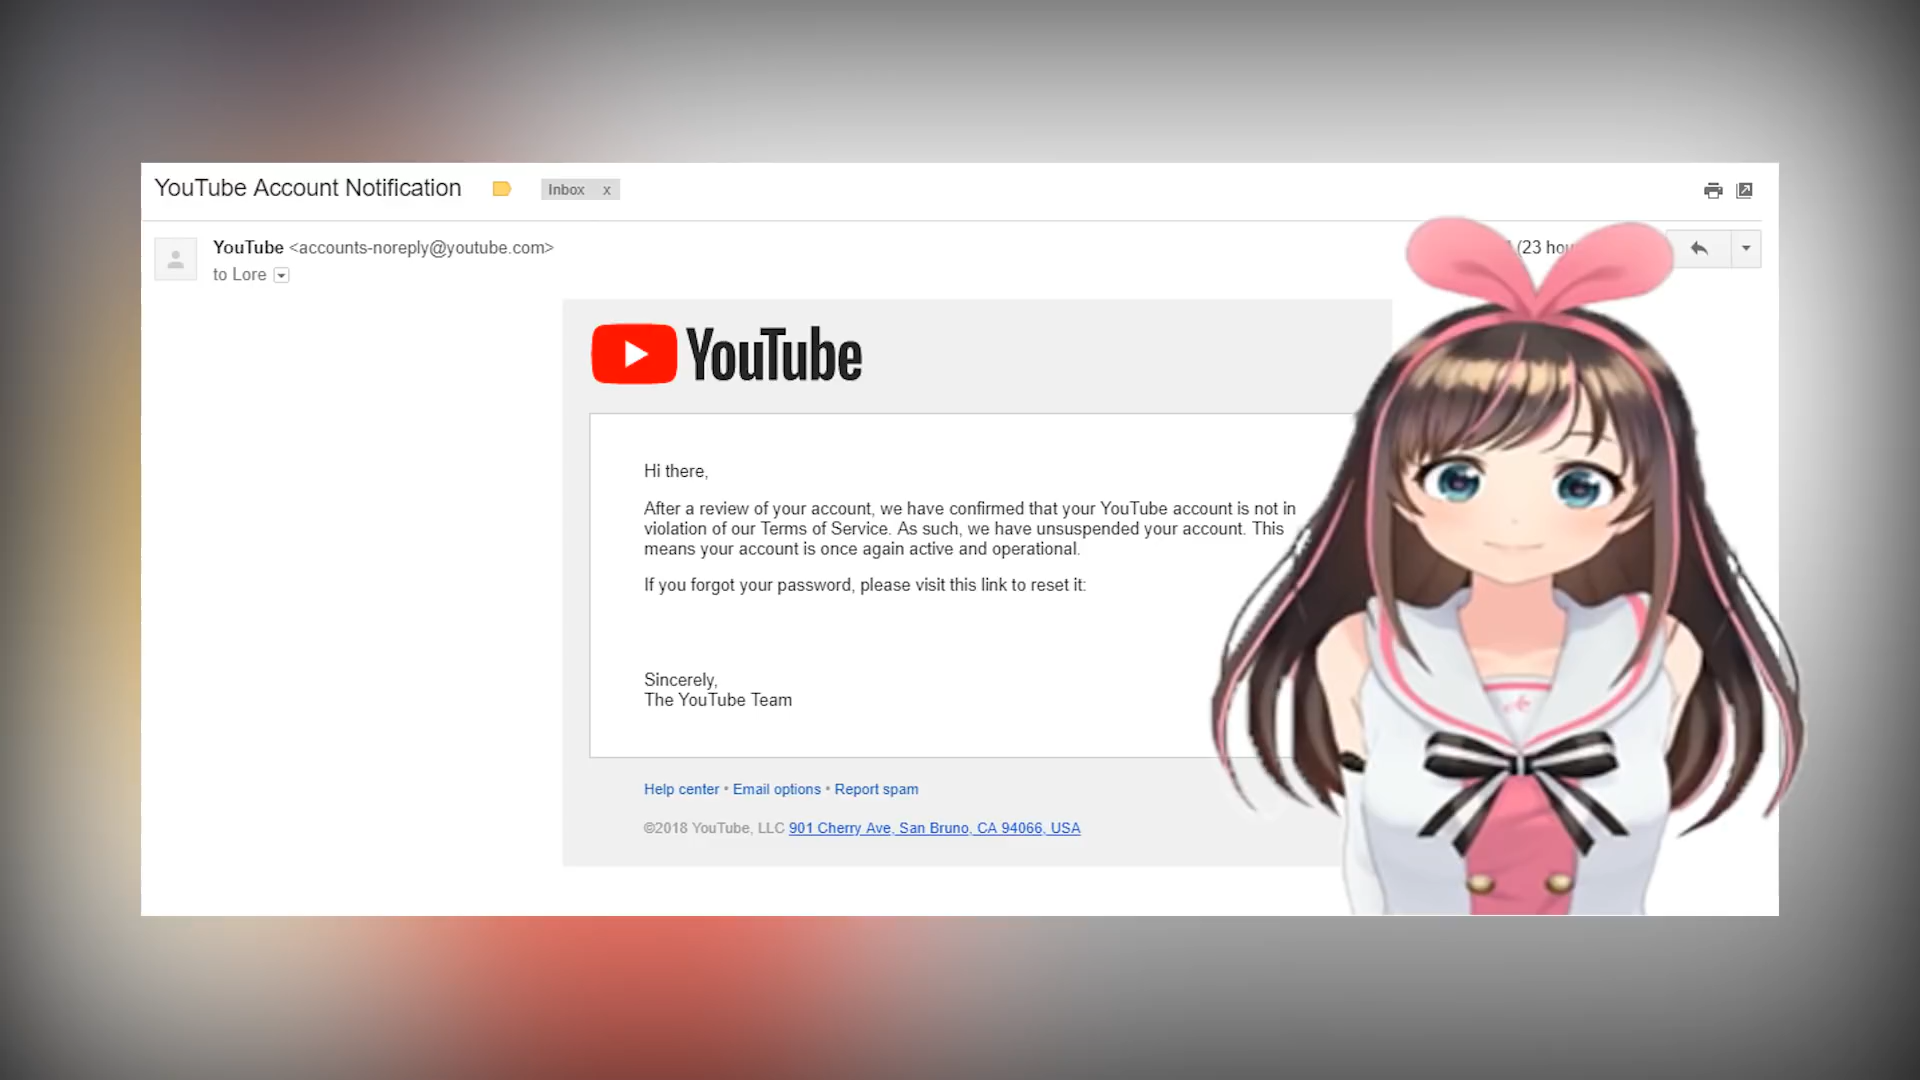 YouTube Account Notification
Inbox x
YouTube <accounts-noreply@youtube.com>
(23
to Lore
YouTube
Hi there,
After a review of your account, we have confirmed that your YouTube account is not in
violation of our Terms of Service. As such, we have unsuspended your account. This
means your account is once again active and operational.
If you forgot your password, please visit this link to reset it:
Sincerely,
The YouTube Team
Help center • Email options • Report spam
©2018 YouTube, LLC 901 Cherry Ave, San Bruno, CA 94066, USA